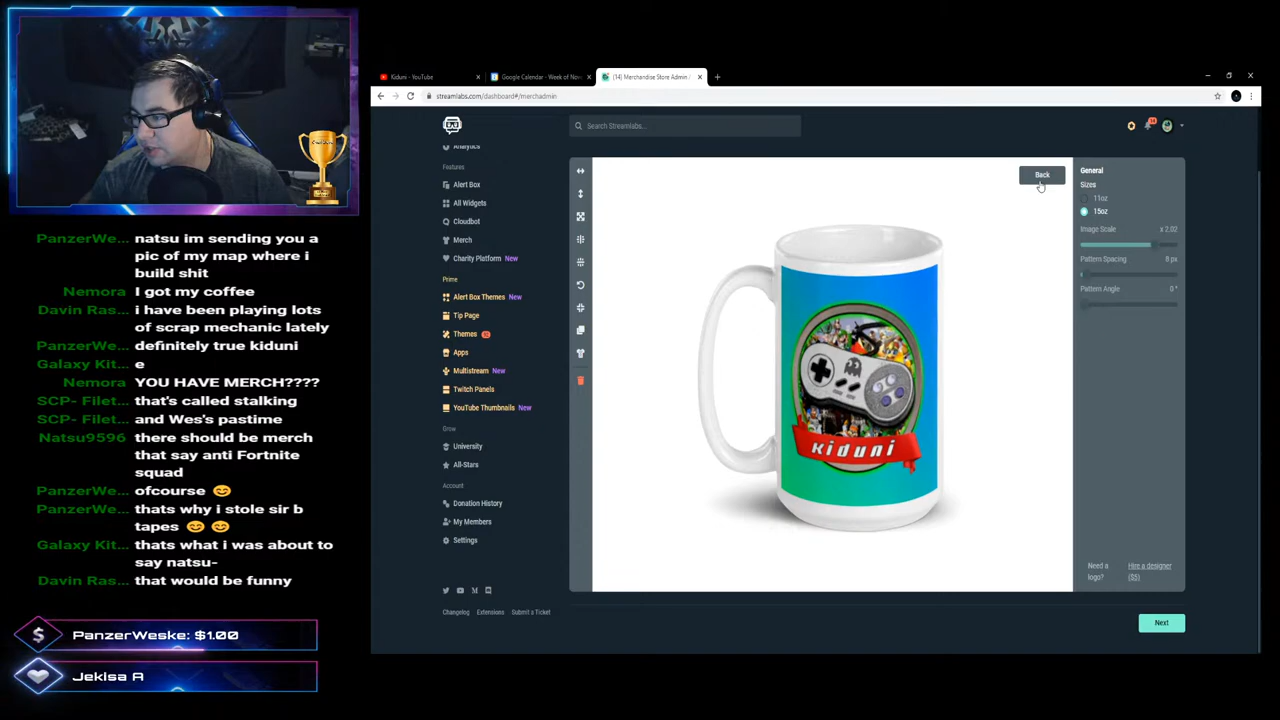 PanzerWe... natsu im sending you a
pic of my map where i
build shit
Nemora I got my coffee
Davin Ras... i have been playing lots
of scrap mechanic lately
PanzerWe... definitely true kiduni
Galaxy Kit... e
Nemora YOU HAVE MERCH????
SCP- Filet... that's called stalking
SCP- Filet... and Wes's pastime
Natsu9596 there should be merch
that say anti Fortnite
squad
PanzerWe... ofcourse 😊
PanzerWe... thats why i stole sir b
tapes 😊 😊
Galaxy Kit... thats what i was about to
say natsu-
Davin Ras... that would be funny
PanzerWeske: $1.00
Jekisa A
Kiduni - YouTube
Google Calendar - Week of Nov
(14) Merchandise Store Admin /
streamlabs.com/dashboard#/merchadmin
Search Streamlabs...
14
Analytics
Features
Alert Box
All Widgets
Cloudbot
Merch
Charity Platform New
Prime
Alert Box Themes New
Tip Page
Themes
Apps
Multistream New
Twitch Panels
YouTube Thumbnails New
Grow
University
All-Stars
Account
Donation History
My Members
Settings
Changelog Extensions Submit a Ticket
Back
kiduni
General
Sizes
11oz
15oz
Image Scale x 2.02
Pattern Spacing 8 px
Pattern Angle 0 °
Need a
logo?
Hire a designer
($5)
Next